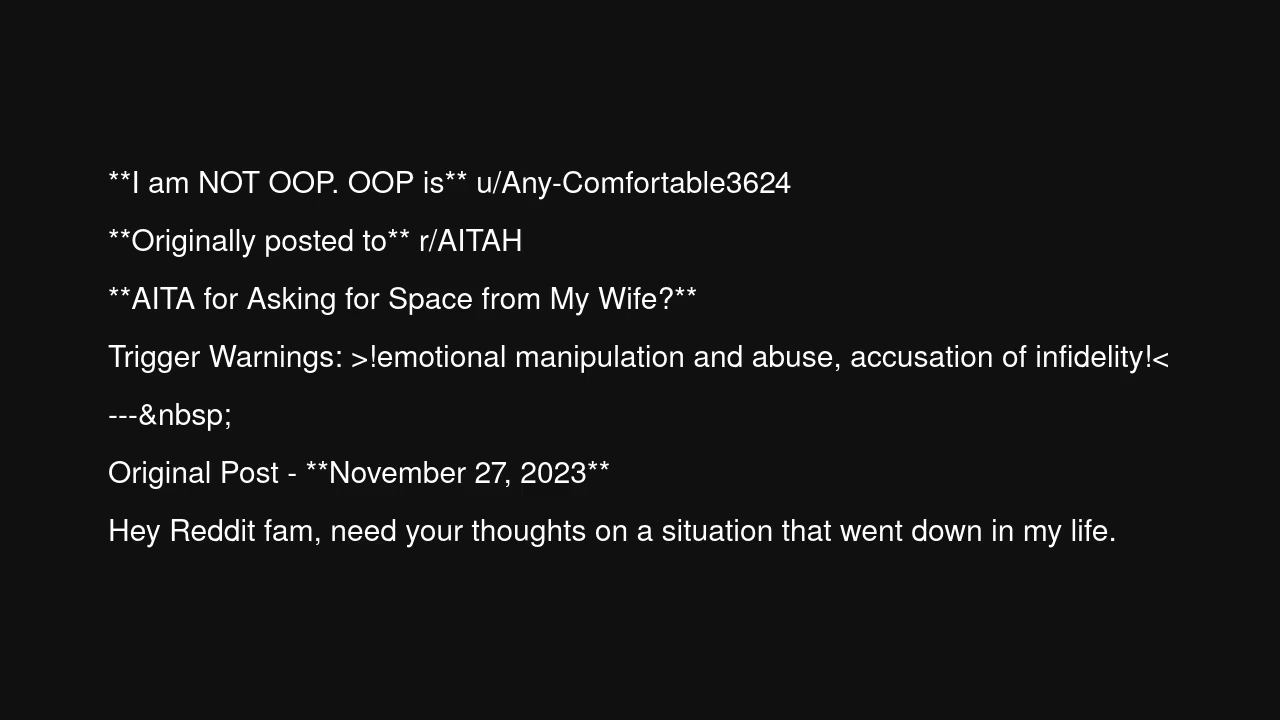 **I am NOT OOP. OOP is** u/Any-Comfortable3624
**Originally posted to** r/AITAH
**AITA for Asking for Space from My Wife?**
Trigger Warnings: >!emotional manipulation and abuse, accusation of infidelity!<
---&nbsp;
Original Post - **November 27, 2023**
Hey Reddit fam, need your thoughts on a situation that went down in my life.